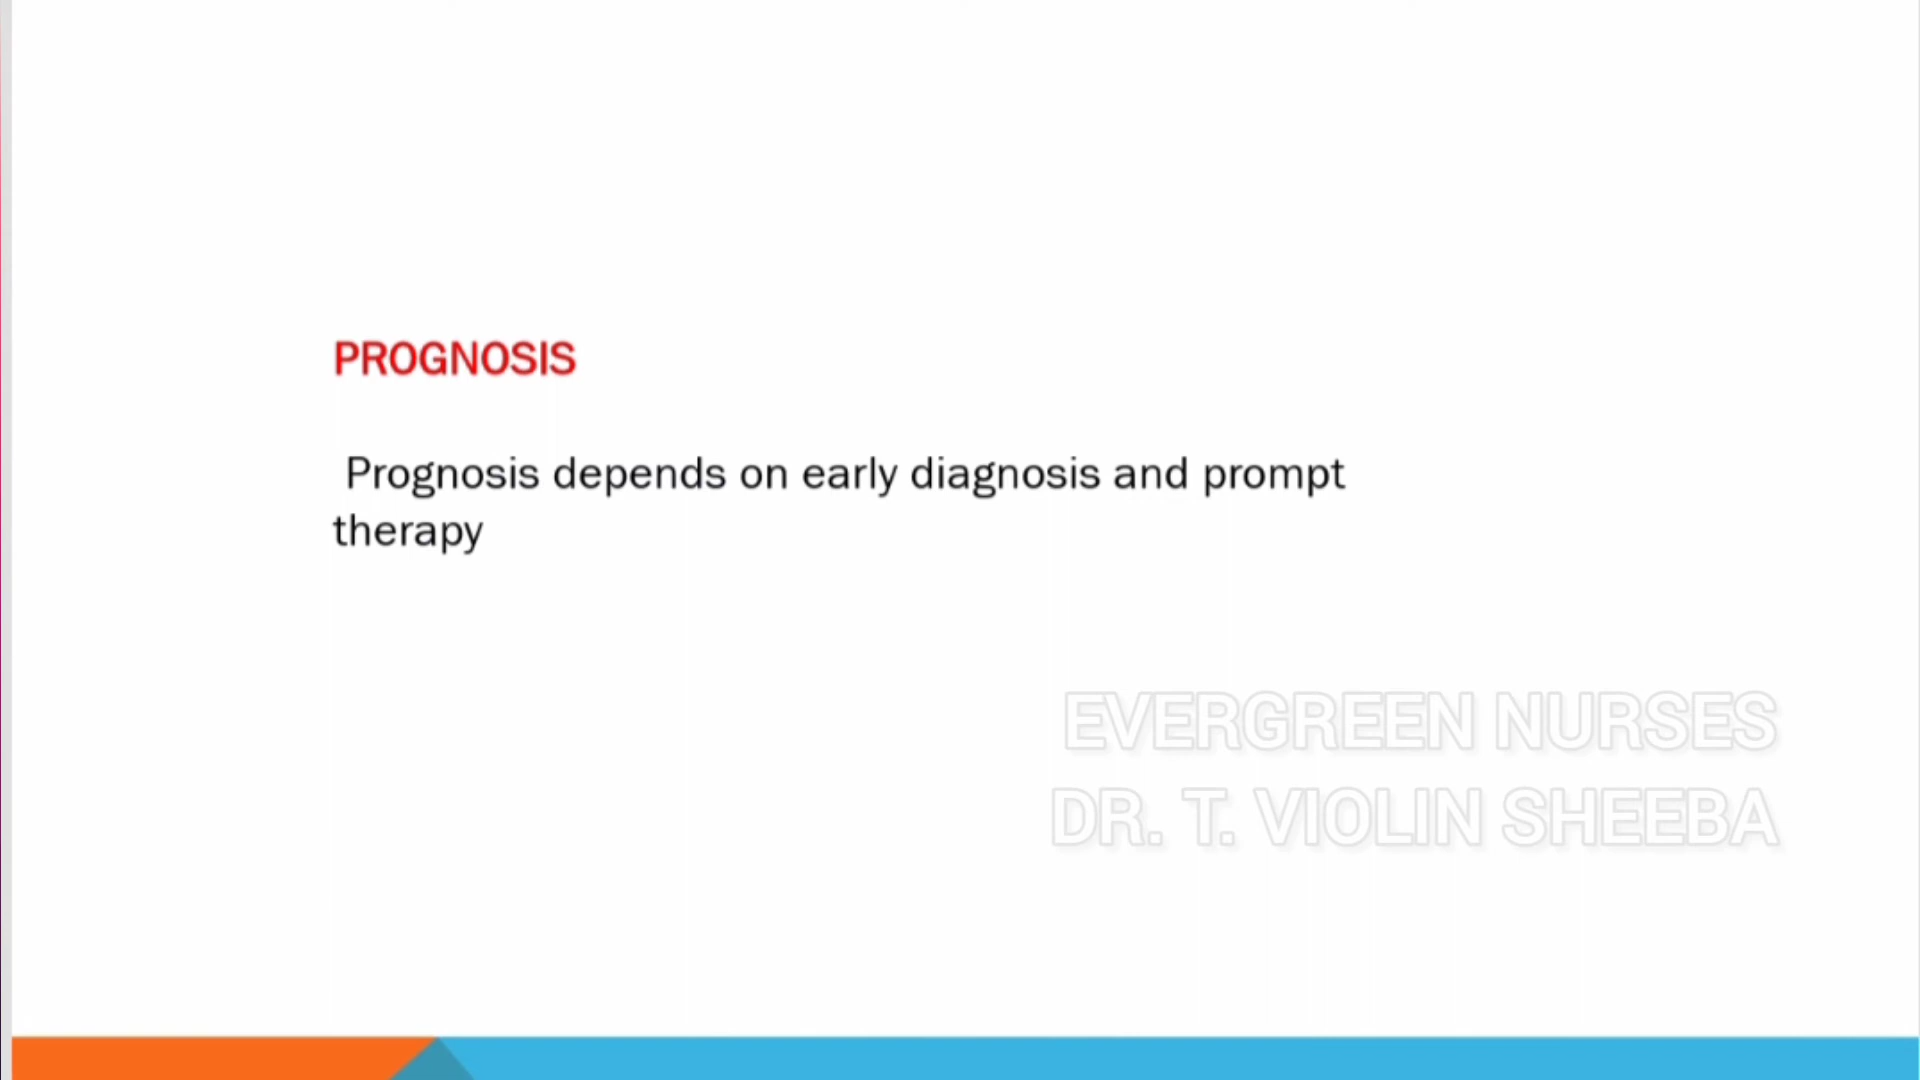 PROGNOSIS
Prognosis depends on early diagnosis and prompt
therapy
EVERGREEN NURSES
DR. T. VIOLIN SHEEBA